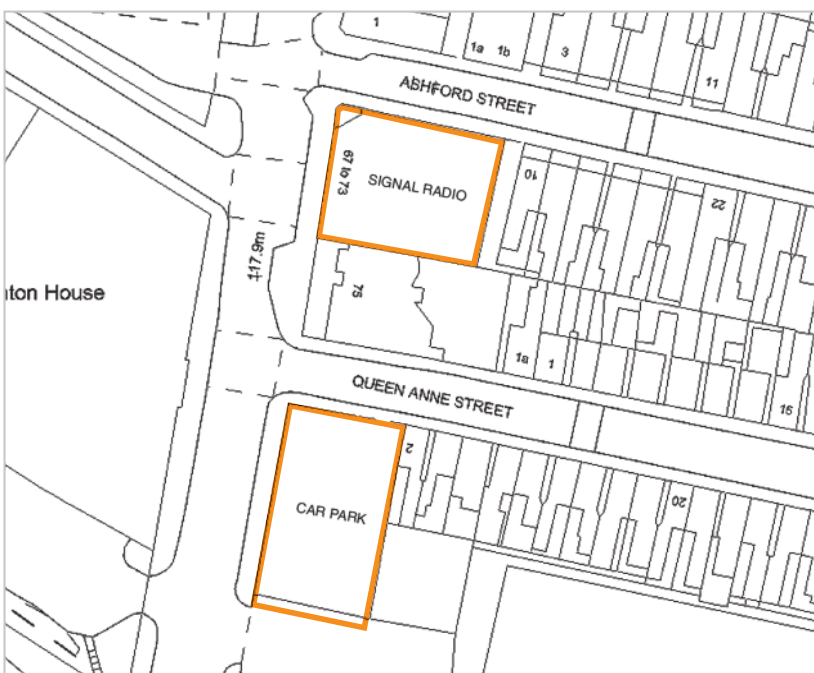 1
1a 1b
3
11
ASHFORD STREET
67 to 73
SIGNAL RADIO
10
22
117.9m
nton House
75
1a
1
15
QUEEN ANNE STREET
2
20
CAR PARK